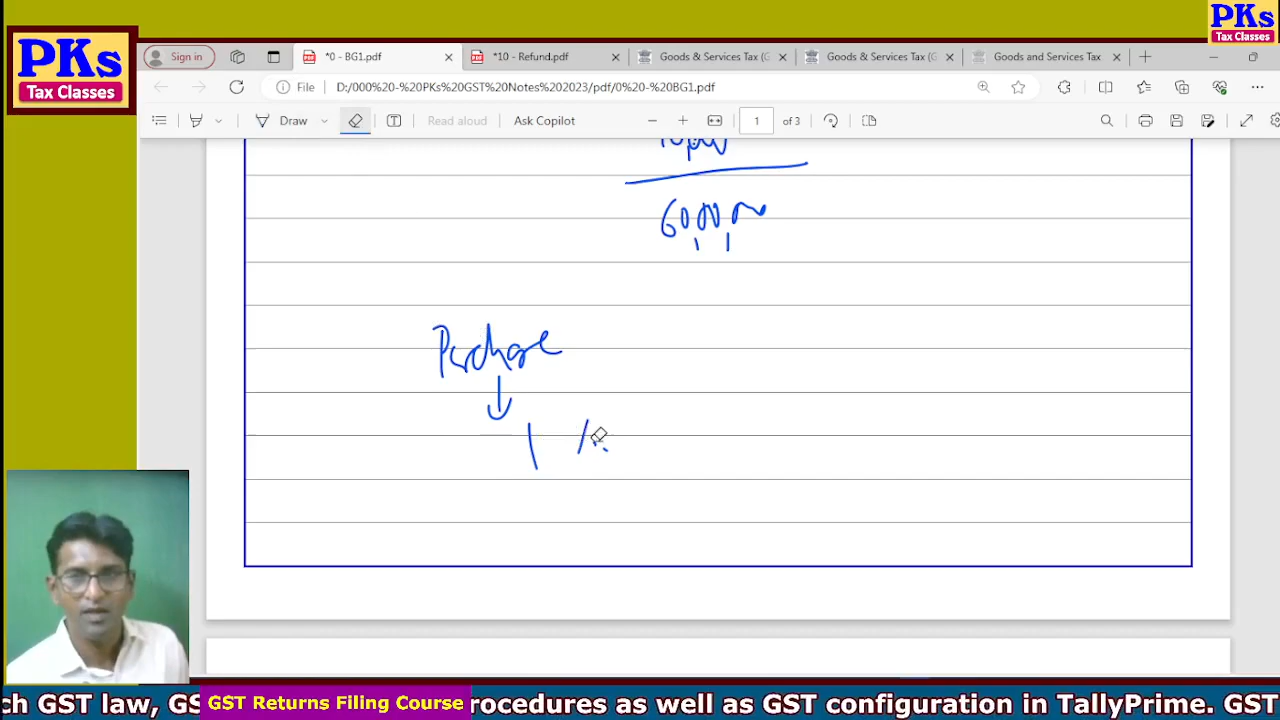 PKs
Tax Classes
PKs
Tax Classes
Sign in
*0 - BG1.pdf
*10 - Refund.pdf
Goods & Services Tax (G
Goods & Services Tax (G
Goods and Services Tax
File
D:/000%20-%20PKs%20GST%20Notes%202023/pdf/0%20-%20BG1.pdf
Draw
Read aloud
Ask Copilot
1
of 3
Purchase
ch GST law, GS
GST Returns Filing Course
rocedures as well as GST configuration in TallyPrime. GST